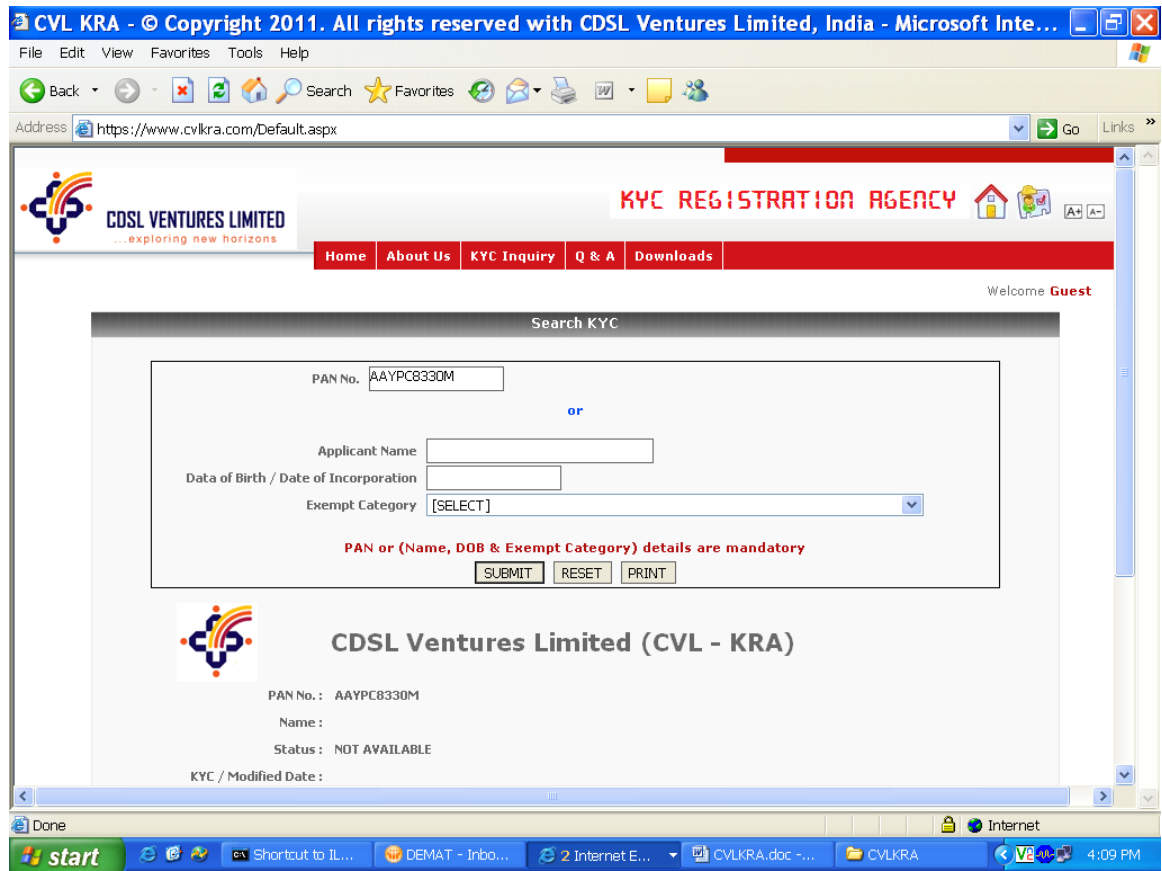 CVL KRA - © Copyright 2011. All rights reserved with CDSL Ventures Limited, India - Microsoft Inte...
File Edit View Favorites Tools Help
Back Search Favorites
Address https://www.cvlkra.com/Default.aspx Go Links »
CDSL VENTURES LIMITED
...exploring new horizons
KYC REGISTRATION AGENCY A+ A-
Home About Us KYC Inquiry Q & A Downloads
Welcome Guest
Search KYC
PAN No. AAYPC8330M
or
Applicant Name
Data of Birth / Date of Incorporation
Exempt Category [SELECT]
PAN or (Name, DOB & Exempt Category) details are mandatory
SUBMIT RESET PRINT
CDSL Ventures Limited (CVL - KRA)
PAN No. : AAYPC8330M
Name :
Status : NOT AVAILABLE
KYC / Modified Date :
Done Internet
start Shortcut to IL... DEMAT - Inbo... 2 Internet E... CVLKRA.doc -... CVLKRA 4:09 PM